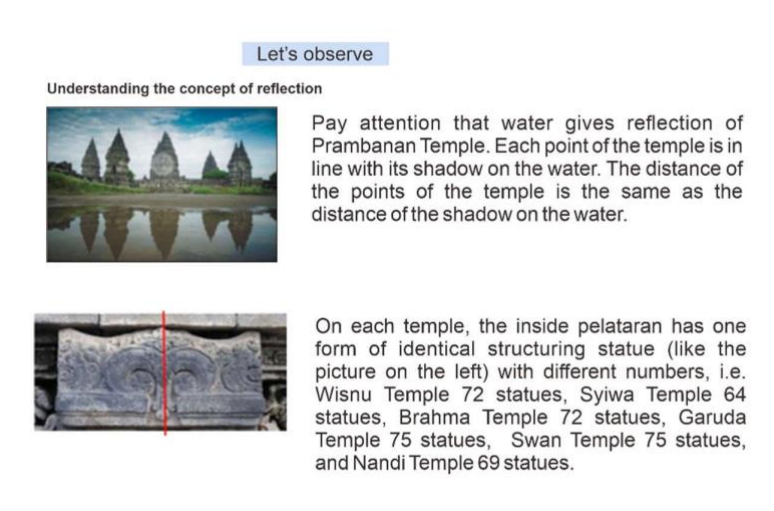 Let's observe
Understanding the concept of reflection
Pay attention that water gives reflection of
Prambanan Temple. Each point of the temple is in
line with its shadow on the water. The distance of
the points of the temple is the same as the
distance of the shadow on the water.
On each temple, the inside pelataran has one
form of identical structuring statue (like the
picture on the left) with different numbers, i.e.
Wisnu Temple 72 statues, Syiwa Temple 64
statues, Brahma Temple 72 statues, Garuda
Temple 75 statues, Swan Temple 75 statues,
and Nandi Temple 69 statues.